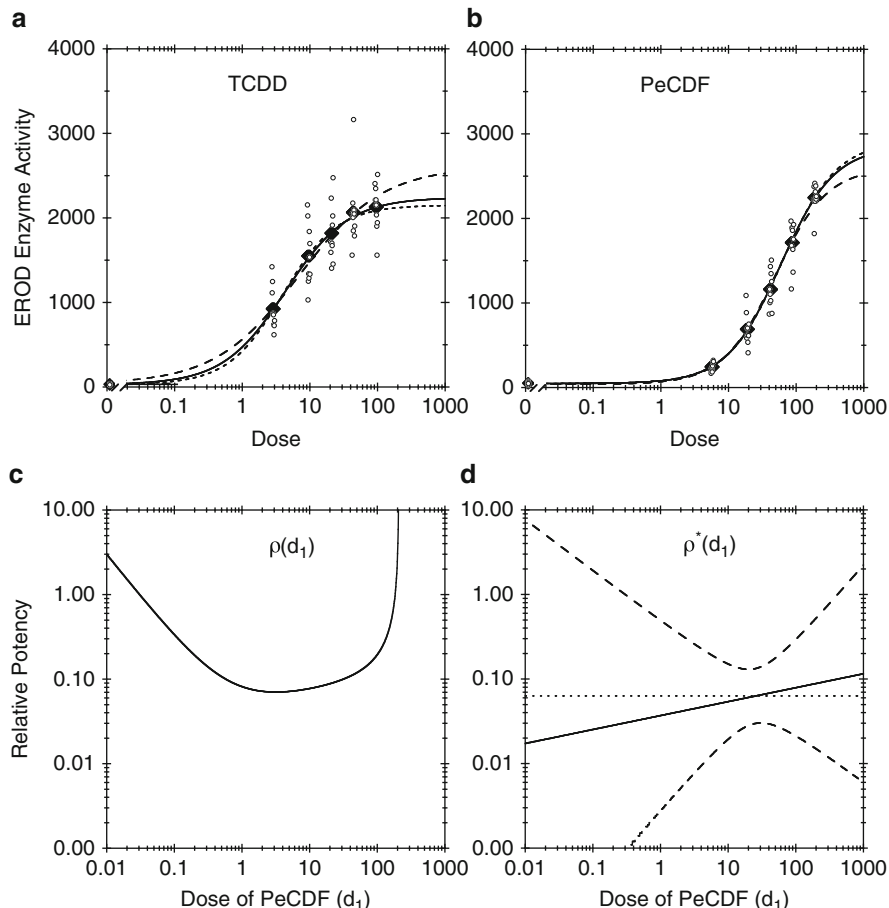 a
b
4000
3000
2000
1000
0
EROD Enzyme Activity
TCDD
0 0.1 1 10 100 1000
Dose
4000
3000
2000
1000
0
PeCDF
0 0.1 1 10 100 1000
Dose
c
d
10.00
1.00
0.10
0.01
0.00
Relative Potency
ρ(d₁)
0.01 0.1 1 10 100 1000
Dose of PeCDF (d₁)
10.00
1.00
0.10
0.01
0.00
ρ*(d₁)
0.01 0.1 1 10 100 1000
Dose of PeCDF (d₁)